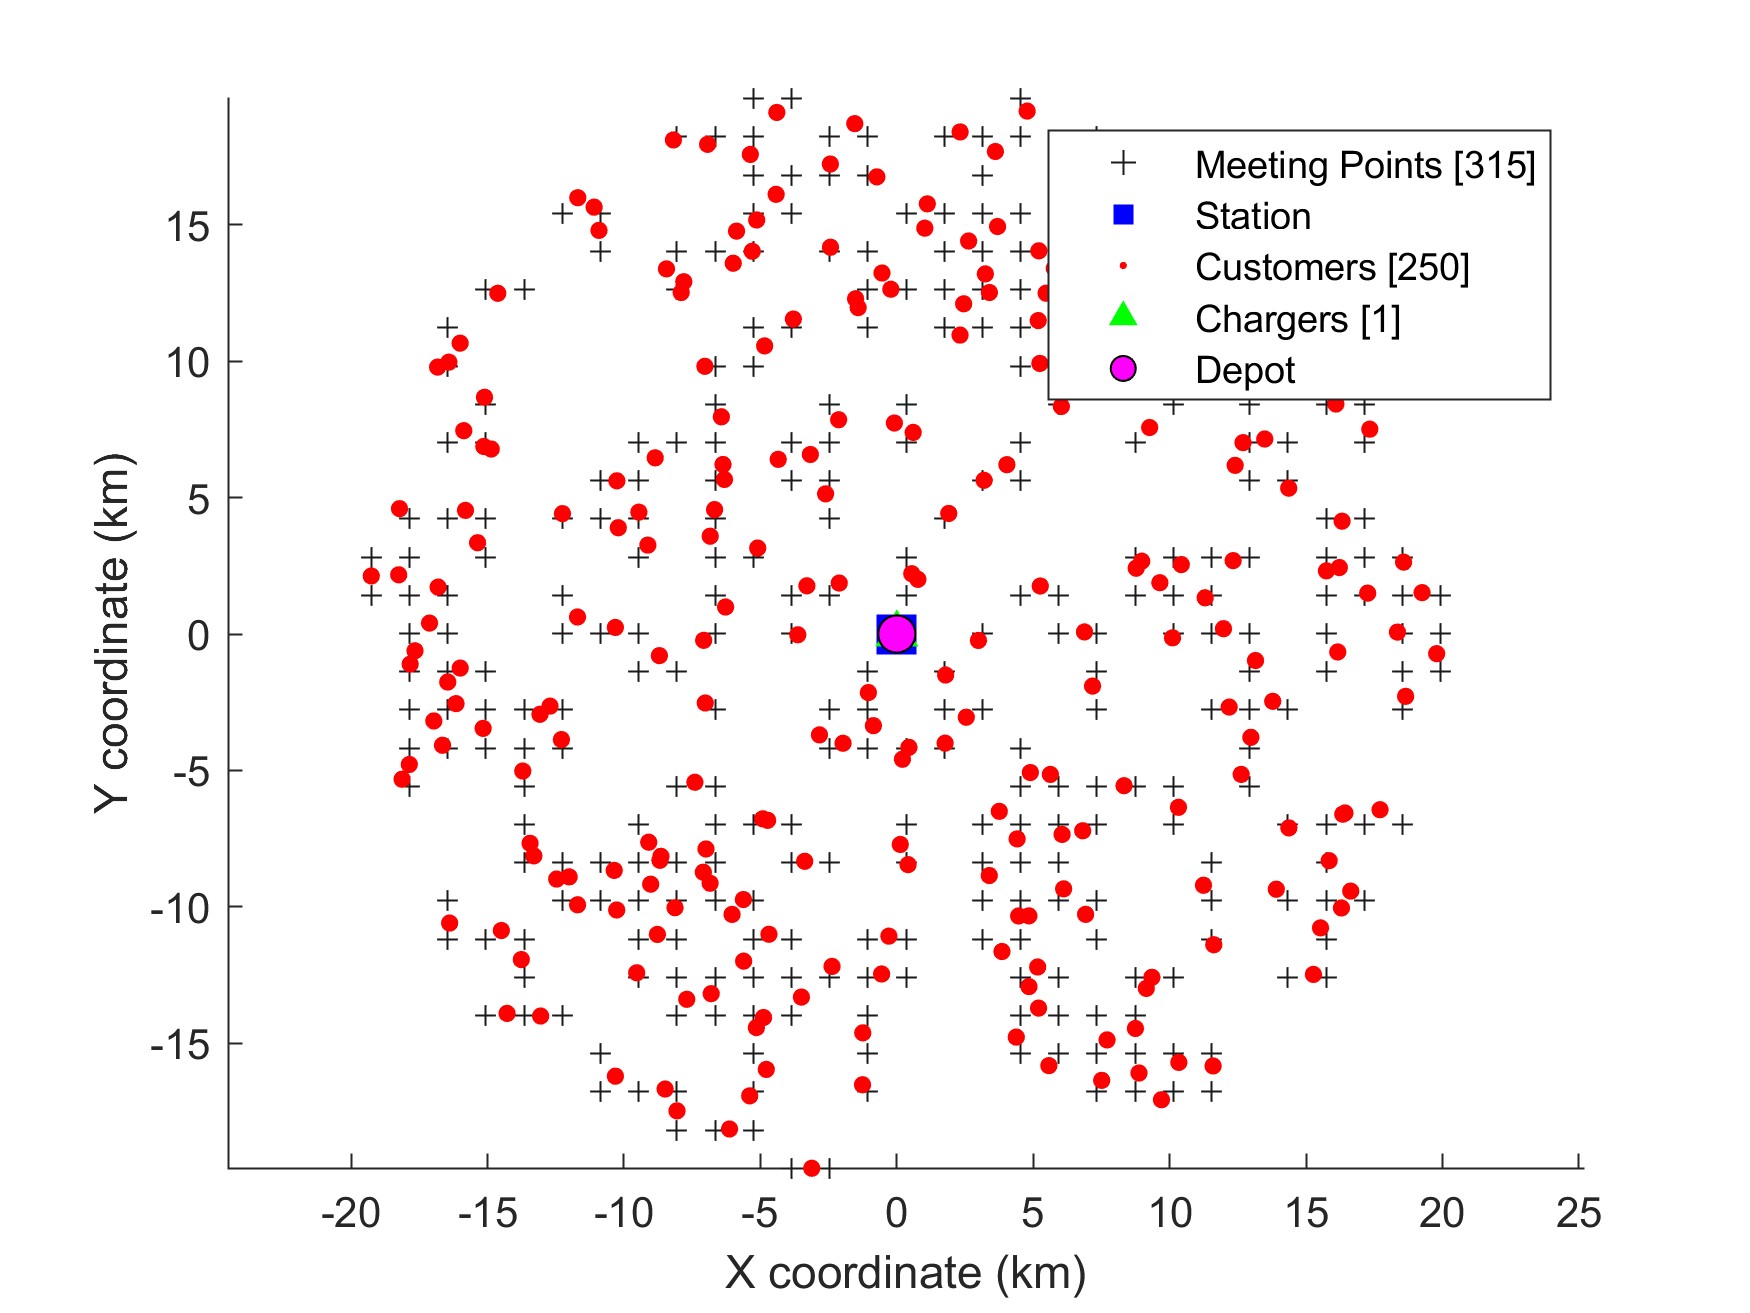 Meeting Points [315]
Station
Customers [250]
Chargers [1]
Depot
15
10
5
0
-5
-10
-15
Y coordinate (km)
-20 -15 -10 -5 0 5 10 15 20 25
X coordinate (km)